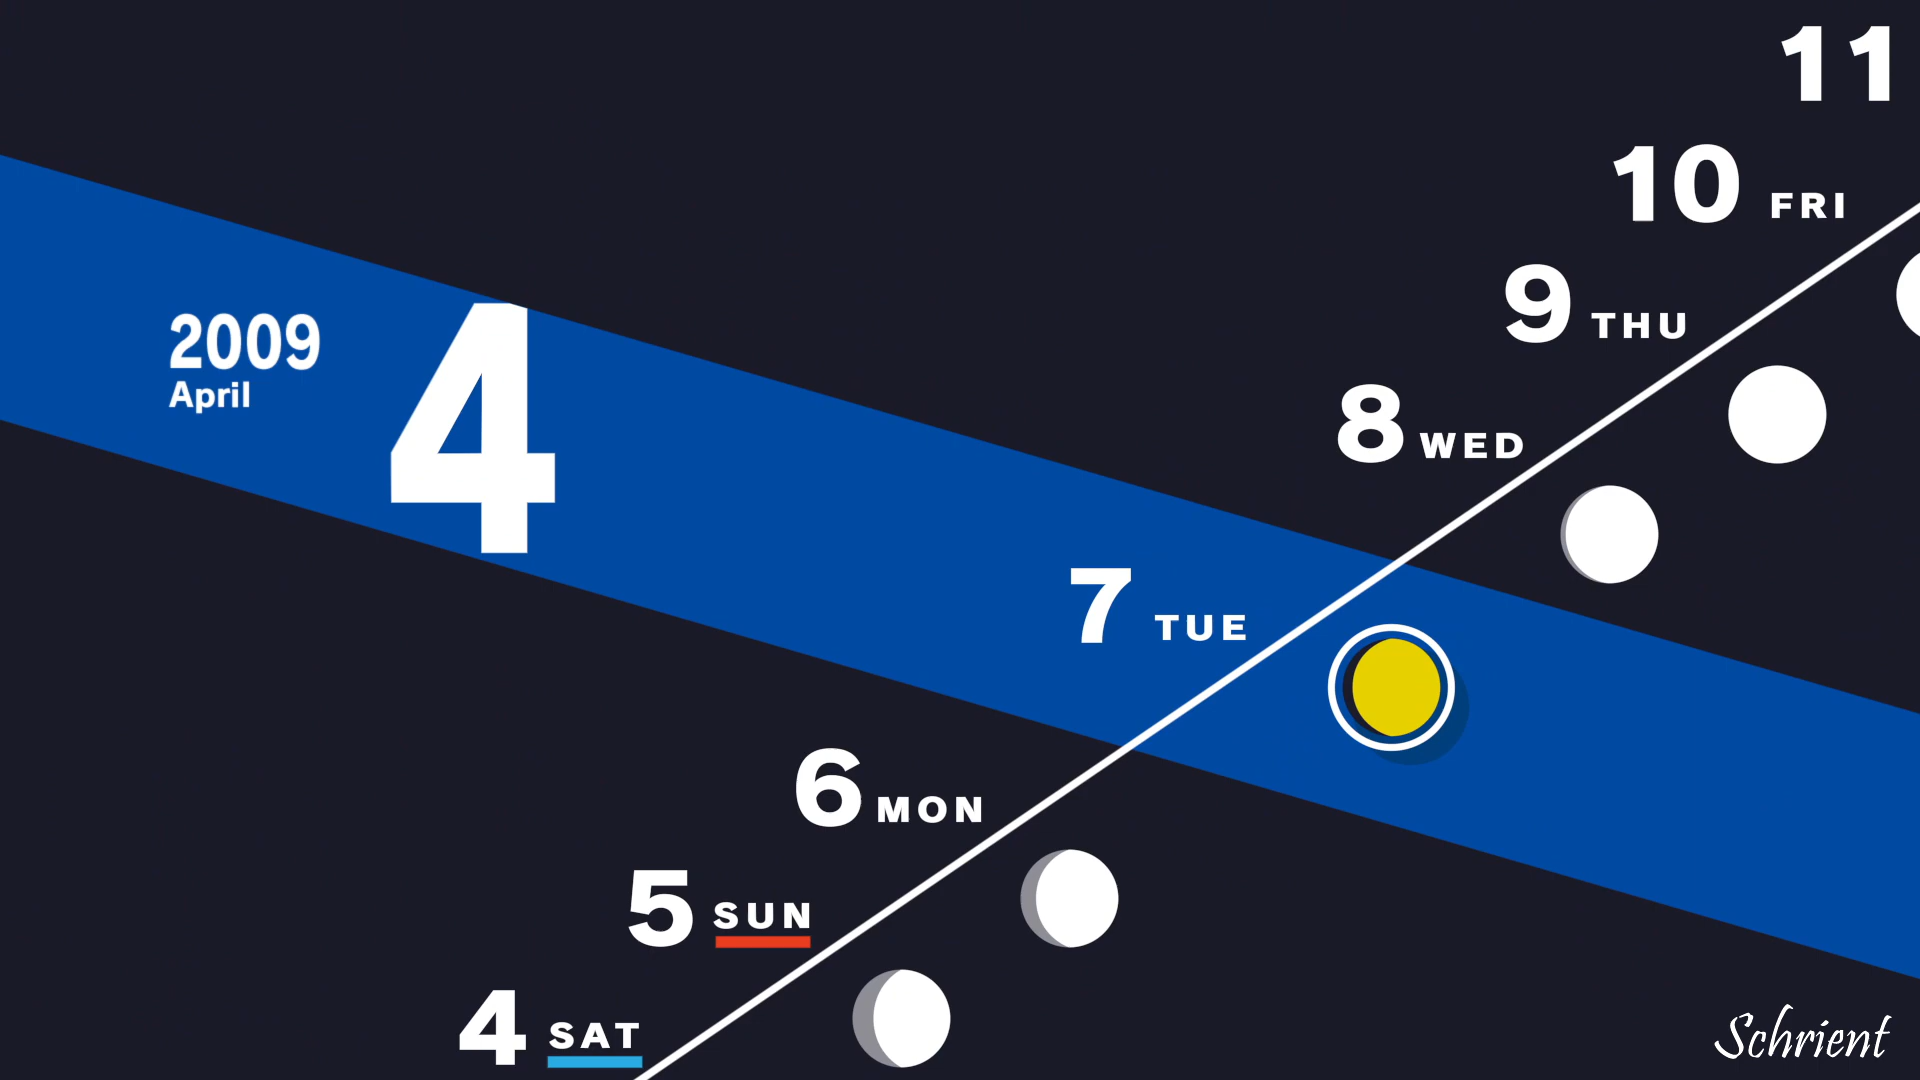 11
10 FRI
9 THU
2009
April
4
8 WED
7 TUE
6 MON
5 SUN
4 SAT
Schrient